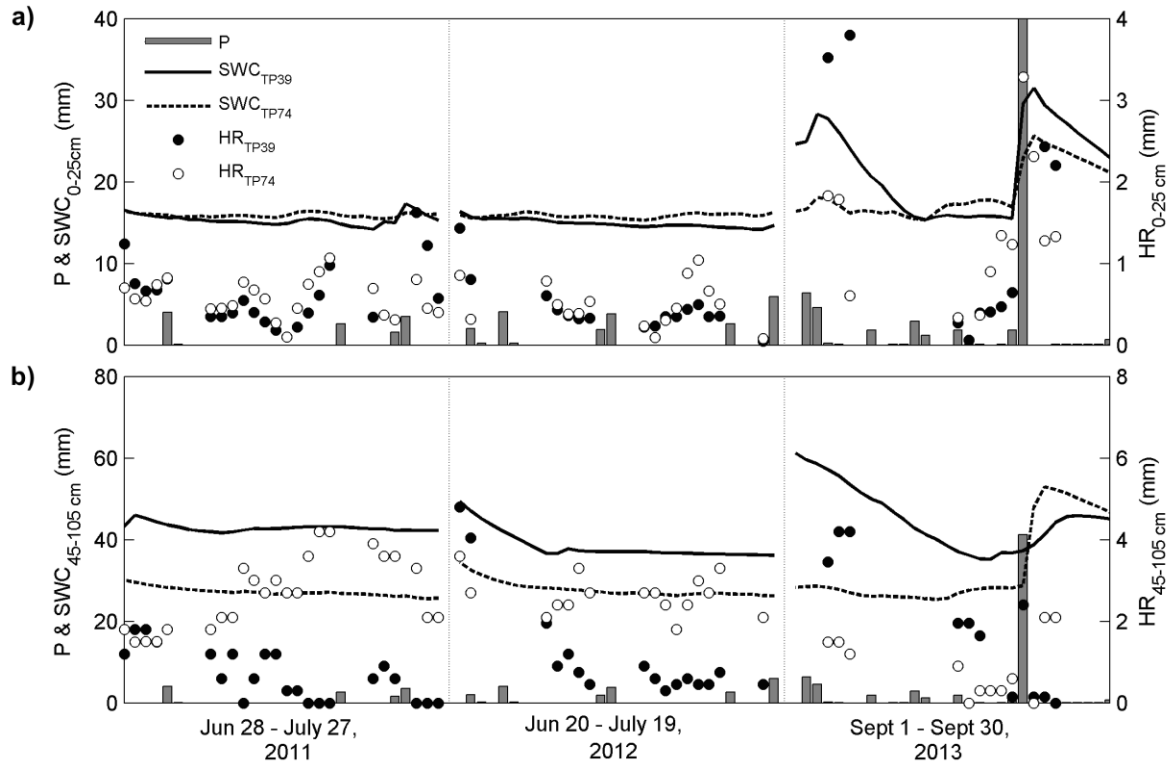 a)
P & SWC0-25cm (mm)
40
30
20
10
0
P
SWCTP39
SWCTP74
HRTP39
HRTP74
4
3
2
1
0
HR0-25 cm (mm)
b)
P & SWC45-105 cm (mm)
80
60
40
20
0
8
6
4
2
0
HR45-105 cm (mm)
Jun 28 - July 27,
2011
Jun 20 - July 19,
2012
Sept 1 - Sept 30,
2013